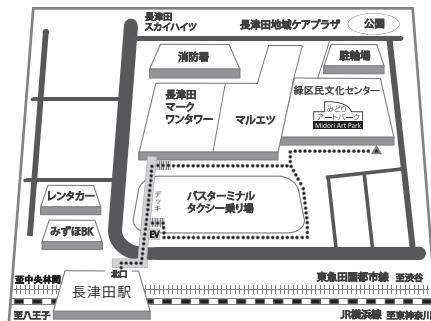 長津田
スカイハイツ
長津田地域ケアプラザ
公園
消防署
駐輪場
長津田
マーク
ワンタワー
マルエツ
緑区民文化センター
みどり
アートパーク
Midori Art Park
レンタカー
デッキ
バスターミナル
タクシー乗り場
みずほBK
EV
北口
至中央林間
長津田駅
東急田園都市線 至渋谷
至八王子
JR横浜線 至東神奈川